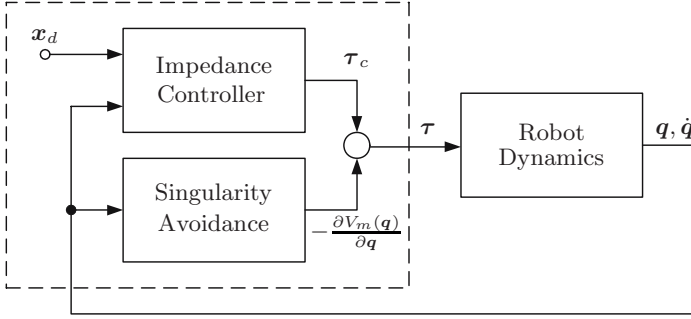 x_d
Impedance
Controller
τ_c
Singularity
Avoidance
−∂V_m(q)/∂q
τ
Robot
Dynamics
q, q̇